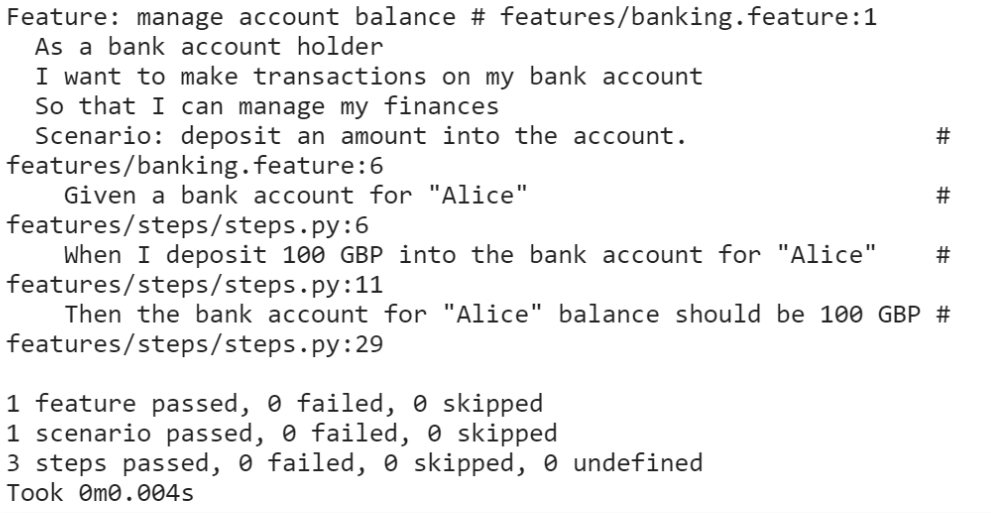 Feature: manage account balance # features/banking.feature:1
  As a bank account holder
  I want to make transactions on my bank account
  So that I can manage my finances
  Scenario: deposit an amount into the account.                 #
features/banking.feature:6
    Given a bank account for "Alice"                            #
features/steps/steps.py:6
    When I deposit 100 GBP into the bank account for "Alice"    #
features/steps/steps.py:11
    Then the bank account for "Alice" balance should be 100 GBP #
features/steps/steps.py:29

1 feature passed, 0 failed, 0 skipped
1 scenario passed, 0 failed, 0 skipped
3 steps passed, 0 failed, 0 skipped, 0 undefined
Took 0m0.004s